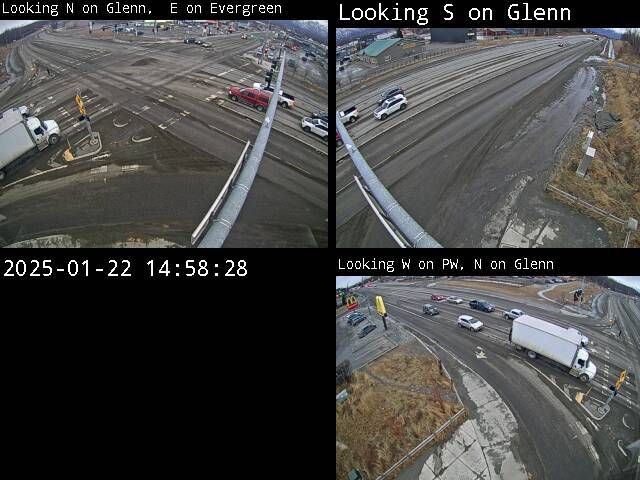 Looking N on Glenn,  E on Evergreen
Looking S on Glenn
2025-01-22 14:58:28
Looking W on PW, N on Glenn